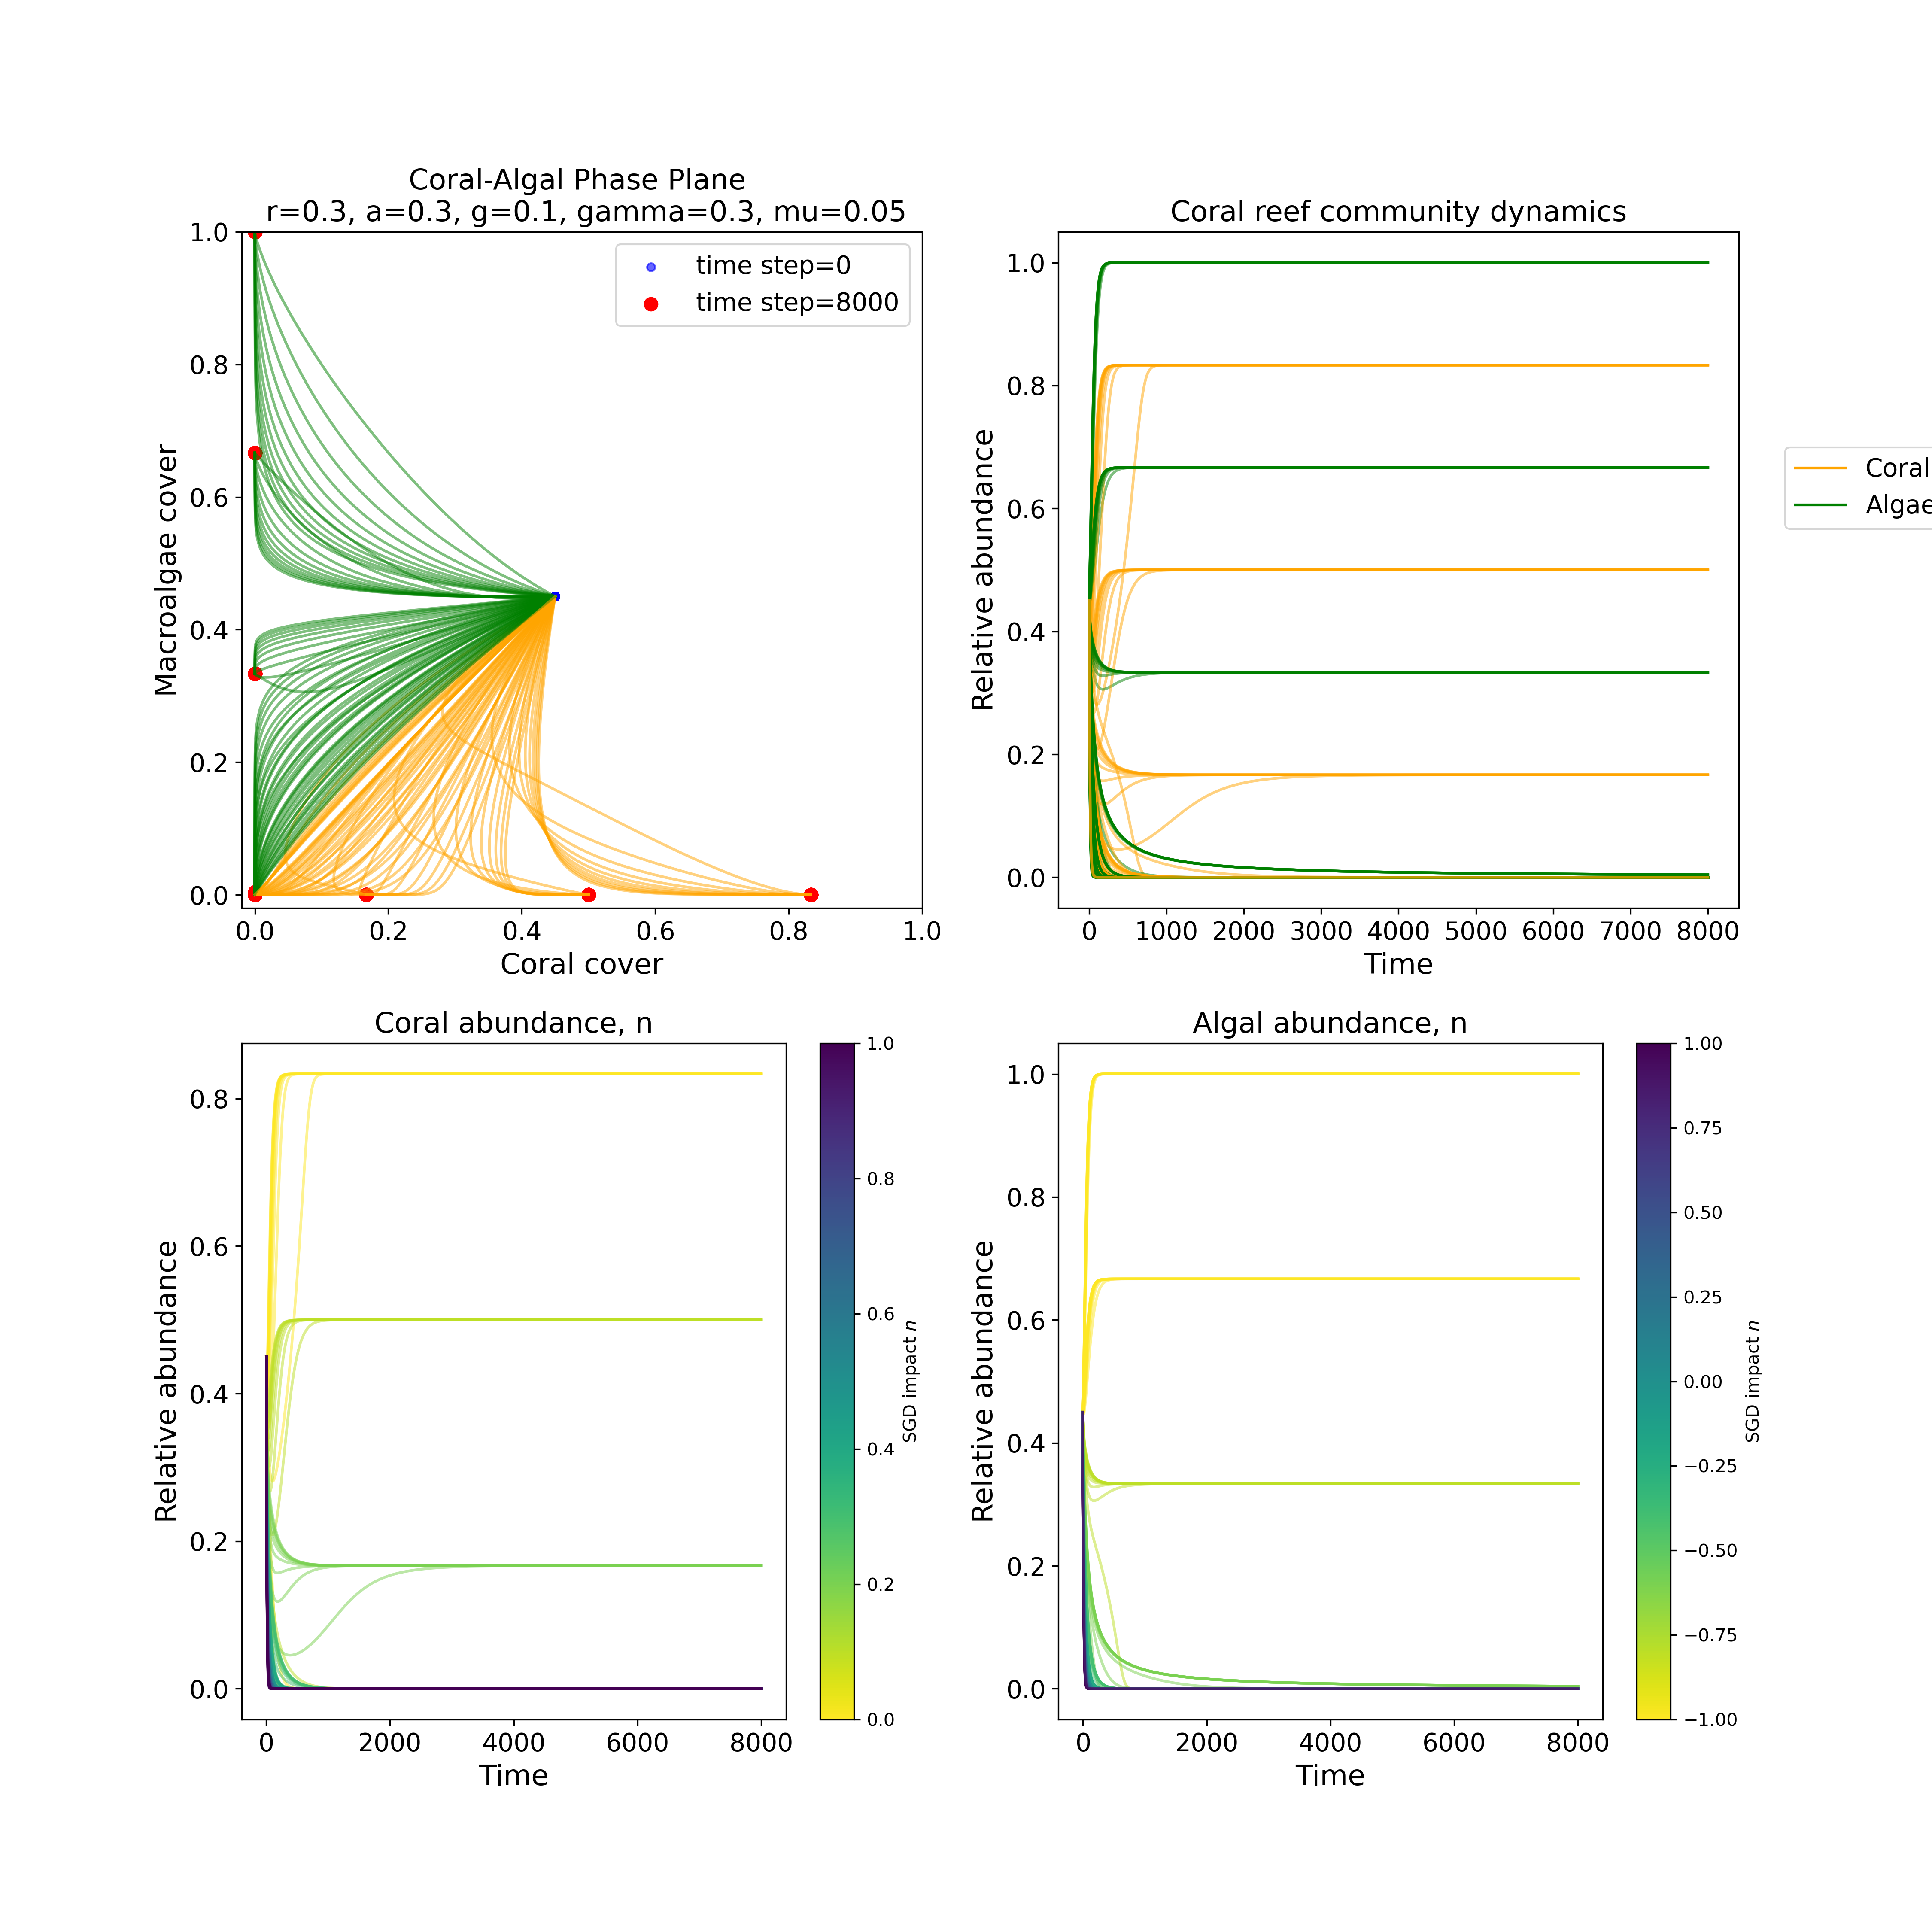 Coral-Algal Phase Plane
r=0.3, a=0.3, g=0.1, gamma=0.3, mu=0.05
1.0
0.8
0.6
0.4
0.2
0.0
Macroalgae cover
time step=0
time step=8000
0.0 0.2 0.4 0.6 0.8 1.0
Coral cover
Coral reef community dynamics
1.0
0.8
0.6
0.4
0.2
0.0
Relative abundance
0 1000 2000 3000 4000 5000 6000 7000 8000
Time
Coral
Algae
Coral abundance, n
0.8
0.6
0.4
0.2
0.0
Relative abundance
0 2000 4000 6000 8000
Time
1.0
0.8
0.6
0.4
0.2
0.0
SGD impact n
Algal abundance, n
1.0
0.8
0.6
0.4
0.2
0.0
Relative abundance
0 2000 4000 6000 8000
Time
1.00
0.75
0.50
0.25
0.00
−0.25
−0.50
−0.75
−1.00
SGD impact n